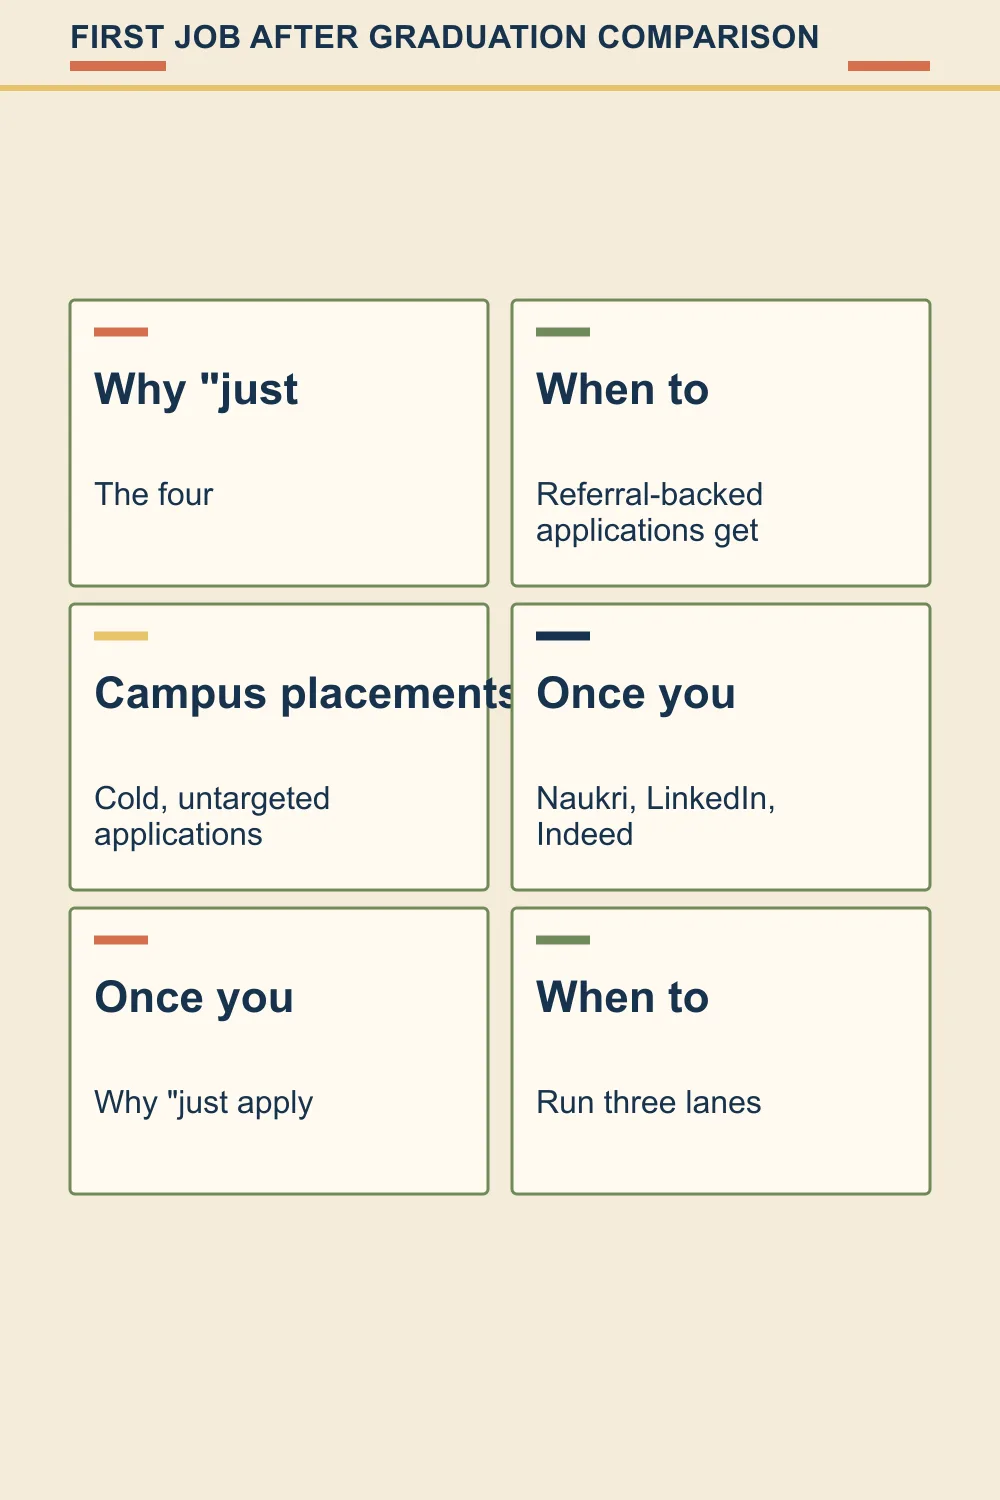 FIRST JOB AFTER GRADUATION COMPARISON
Why "just
The four
When to
Referral-backed
applications get
Campus placements
Cold, untargeted
applications
Once you
Naukri, LinkedIn,
Indeed
Once you
Why "just apply
When to
Run three lanes